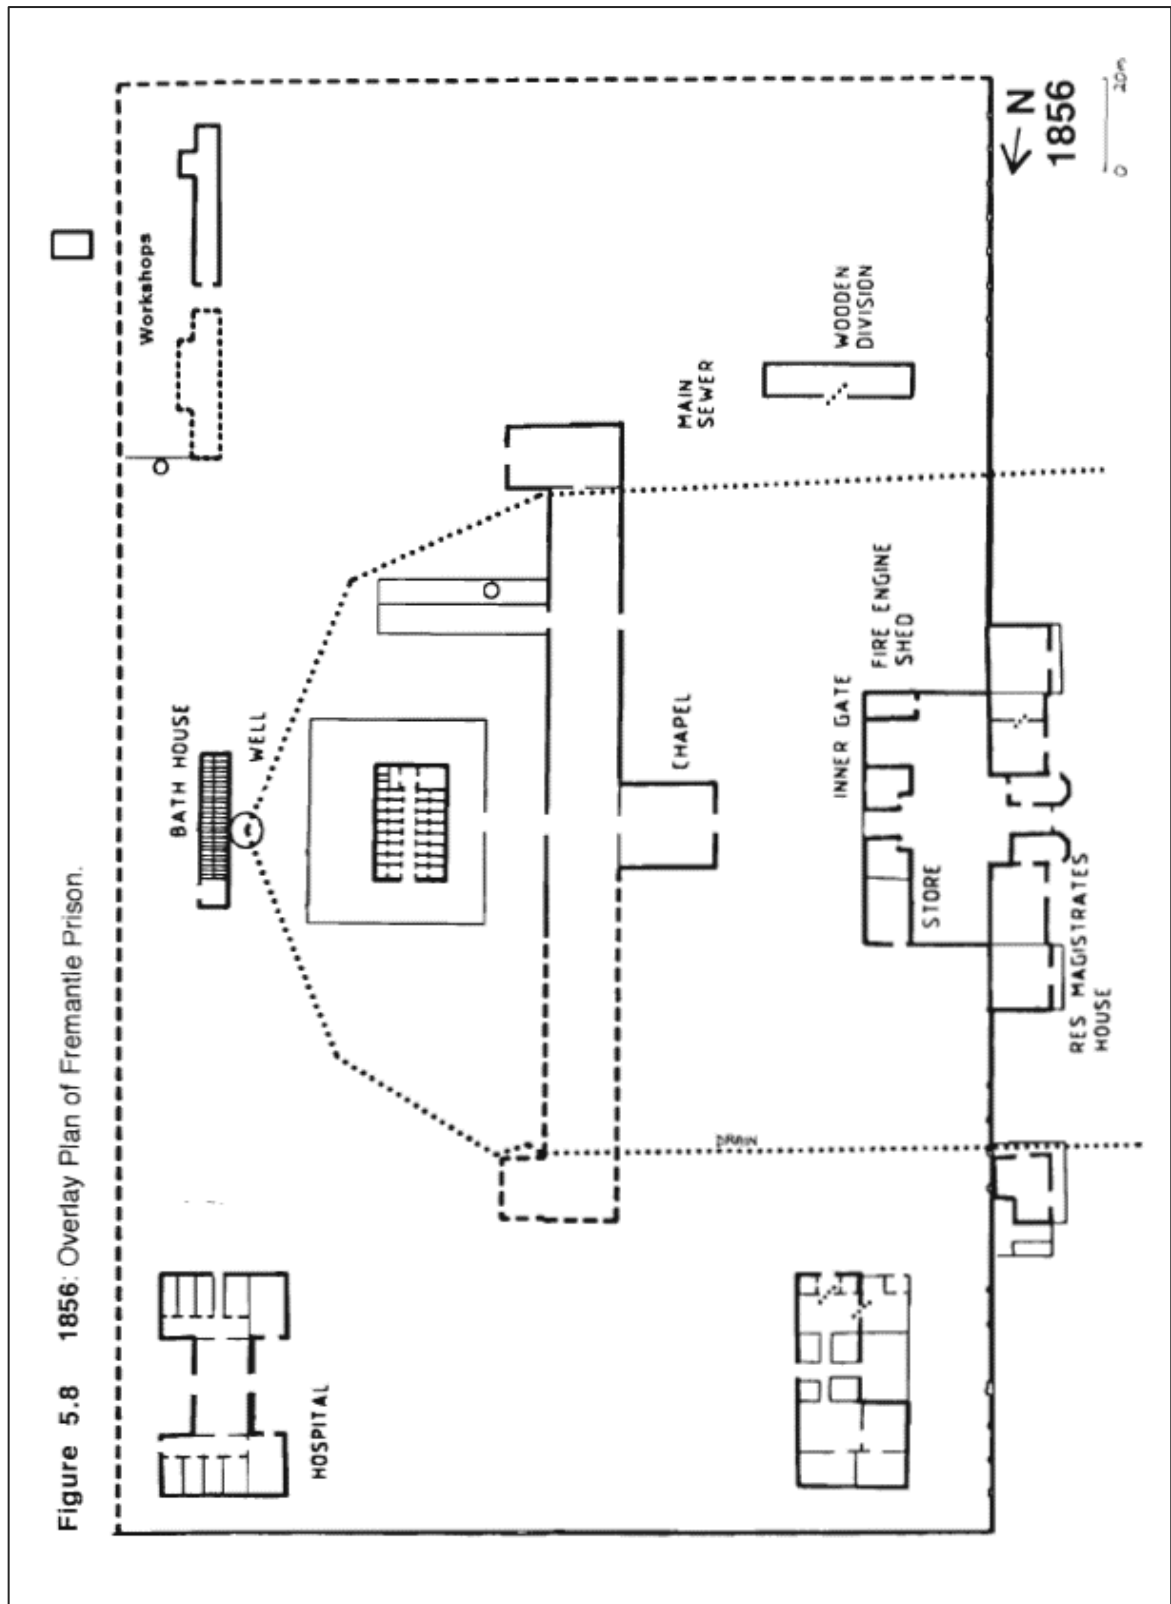 Figure 5.8 1856: Overlay Plan of Fremantle Prison.
Workshops
BATH HOUSE
WELL
HOSPITAL
CHAPEL
MAIN
SEWER
DRAIN
INNER GATE
WOODEN
DIVISION
FIRE ENGINE
SHED
STORE
N
1856
RES MAGISTRATES
HOUSE
0 20m